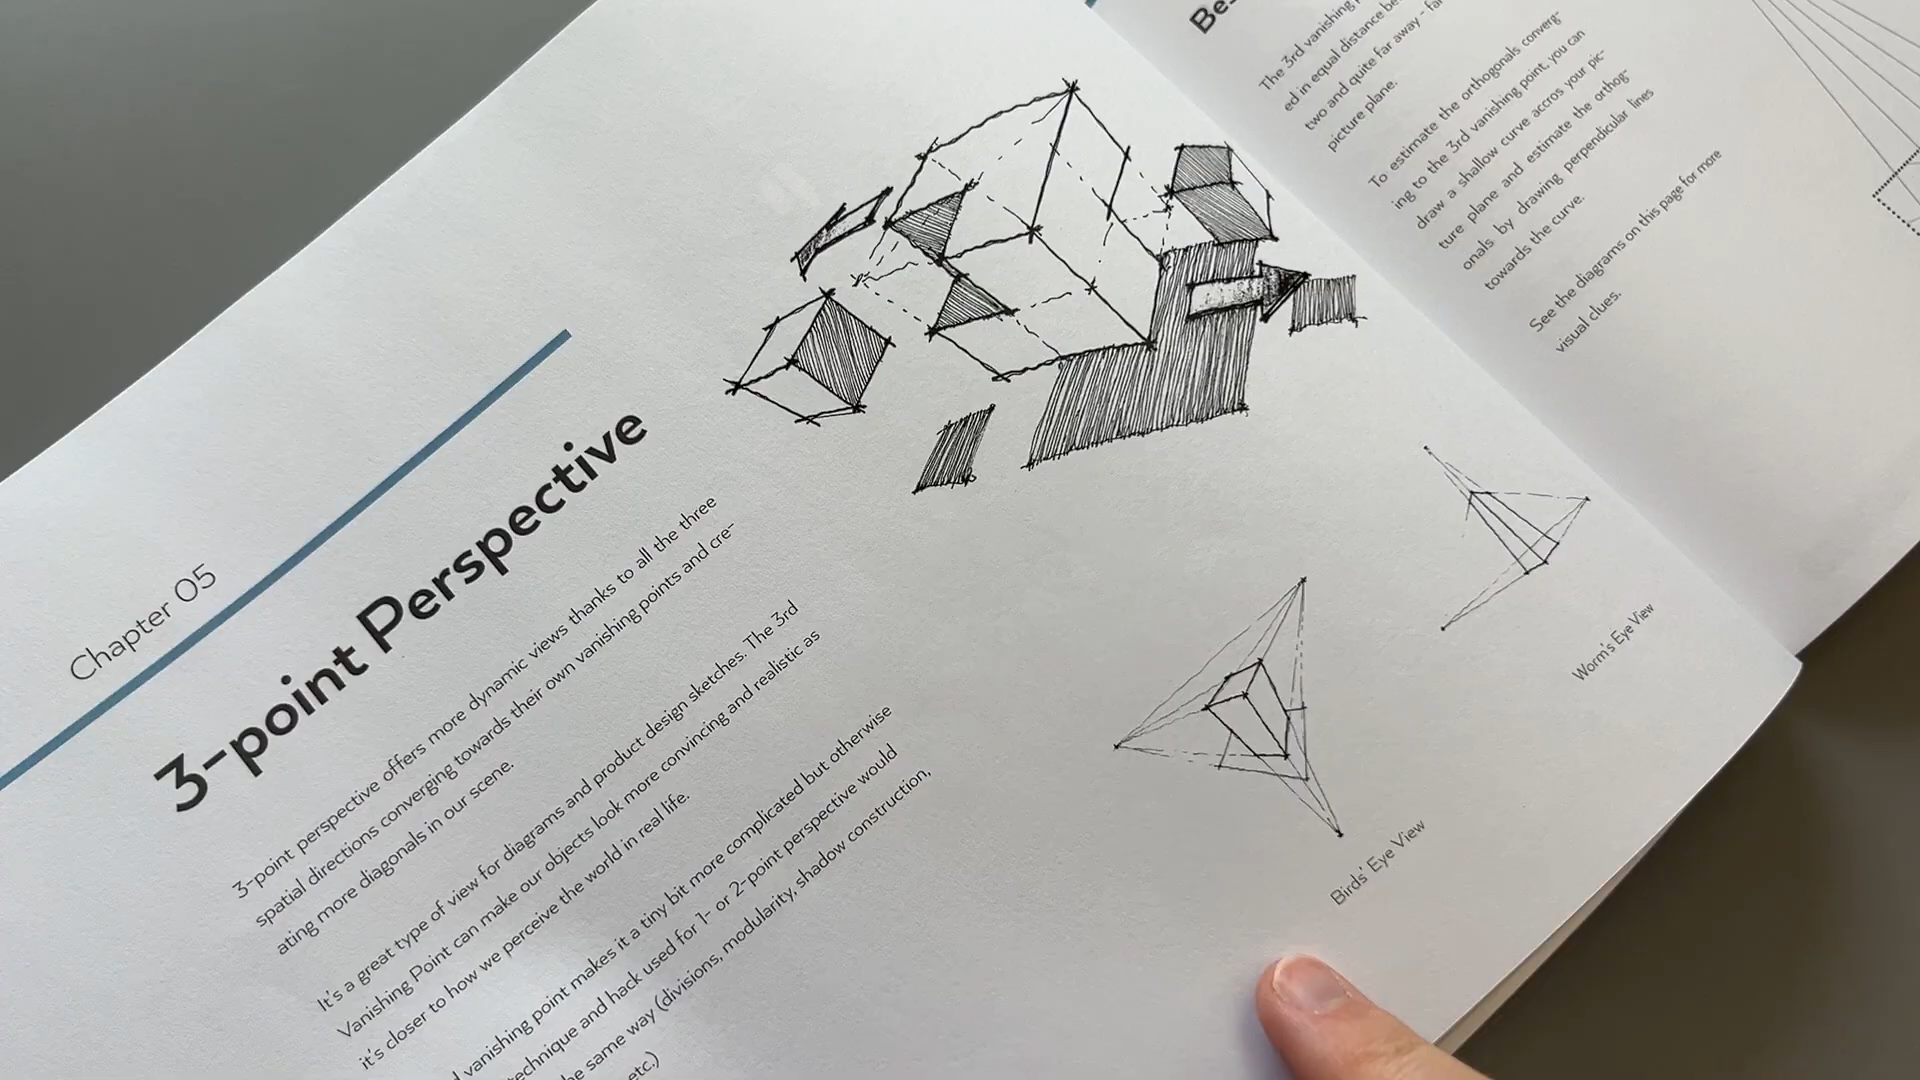 Chapter 05
3-point Perspective
3-point perspective offers more dynamic views thanks to all the three
spatial directions converging towards their own vanishing points and cre-
ating more diagonals in our scene.
It's a great type of view for diagrams and product design sketches. The 3rd
Vanishing Point can make our objects look more convincing and realistic as
it's closer to how we perceive the world in real life.
vanishing point makes it a tiny bit more complicated but otherwise
technique and hack used for 1- or 2-point perspective would
same way (divisions, modularity, shadow construction,
etc.)
Birds' Eye View
Worm's Eye View
The 3rd vanishing
ed in equal distance
two and quite far away -
picture plane.
To estimate the orthogonals converg-
ing to the 3rd vanishing point, you can
draw a shallow curve accros your pic-
ture plane and estimate the orthog-
onals by drawing perpendicular lines
towards the curve.
See the diagrams on this page for more
visual clues.